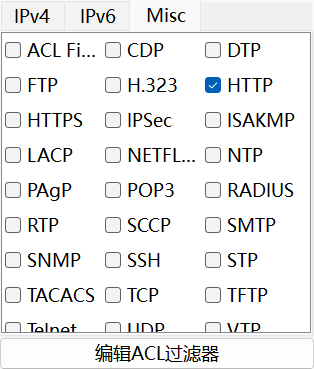 IPv4 IPv6 Misc
ACL Fi... CDP DTP
FTP H.323 HTTP
HTTPS IPSec ISAKMP
LACP NETFL... NTP
PAgP POP3 RADIUS
RTP SCCP SMTP
SNMP SSH STP
TACACS TCP TFTP
Telnet UDP VTP
编辑ACL过滤器